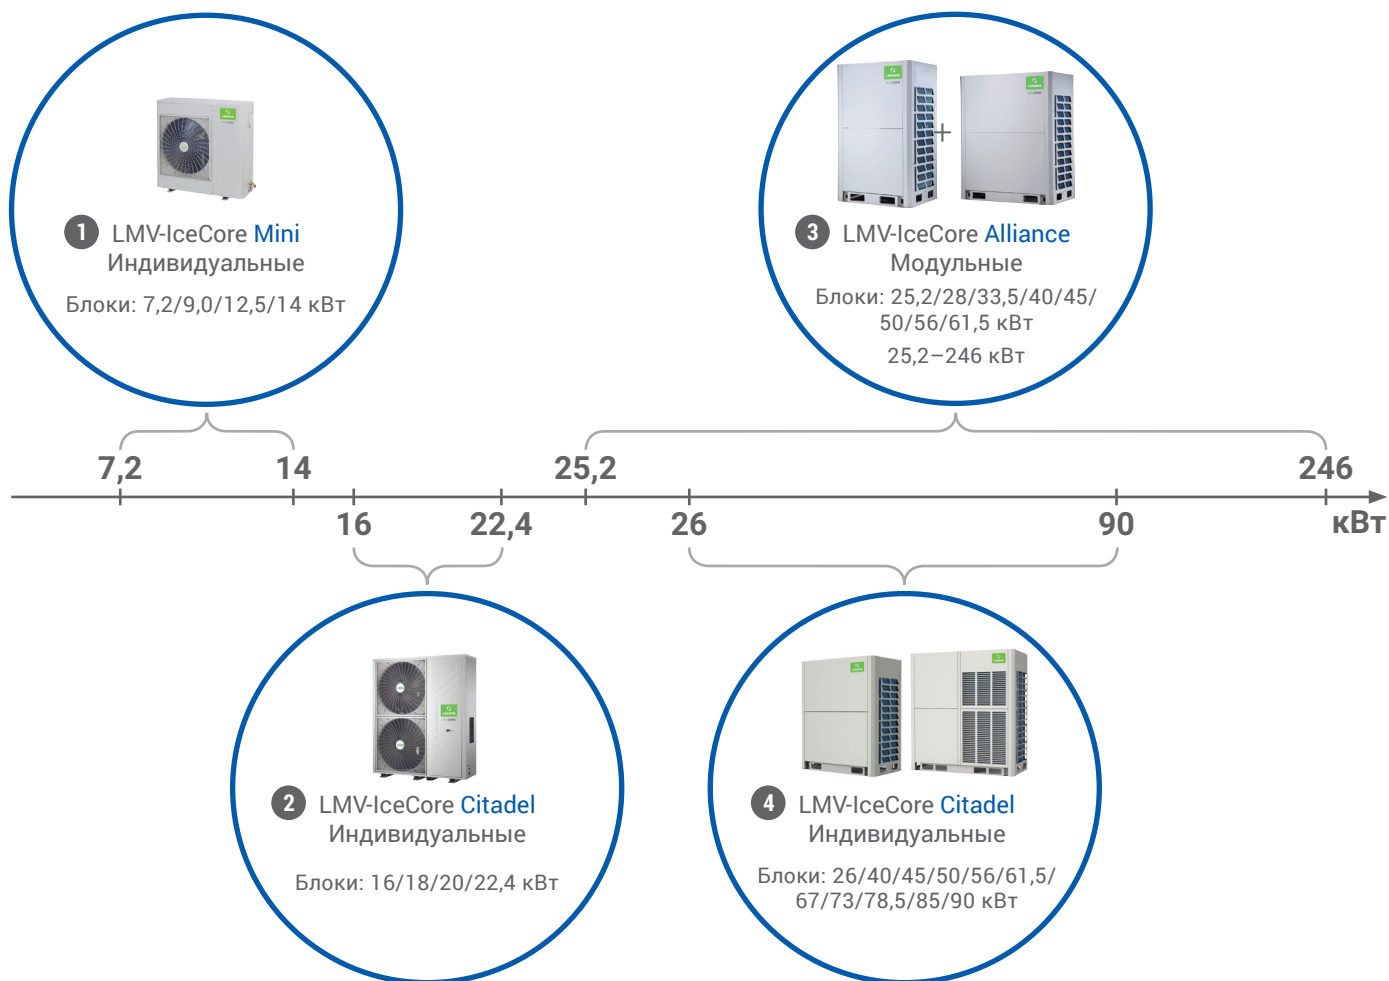 1 LMV-IceCore Mini
Индивидуальные
Блоки: 7,2/9,0/12,5/14 кВт
3 LMV-IceCore Alliance
Модульные
Блоки: 25,2/28/33,5/40/45/
50/56/61,5 кВт
25,2–246 кВт
+
7,2
14
25,2
246
16
22,4
26
90
кВт
2 LMV-IceCore Citadel
Индивидуальные
Блоки: 16/18/20/22,4 кВт
4 LMV-IceCore Citadel
Индивидуальные
Блоки: 26/40/45/50/56/61,5/
67/73/78,5/85/90 кВт